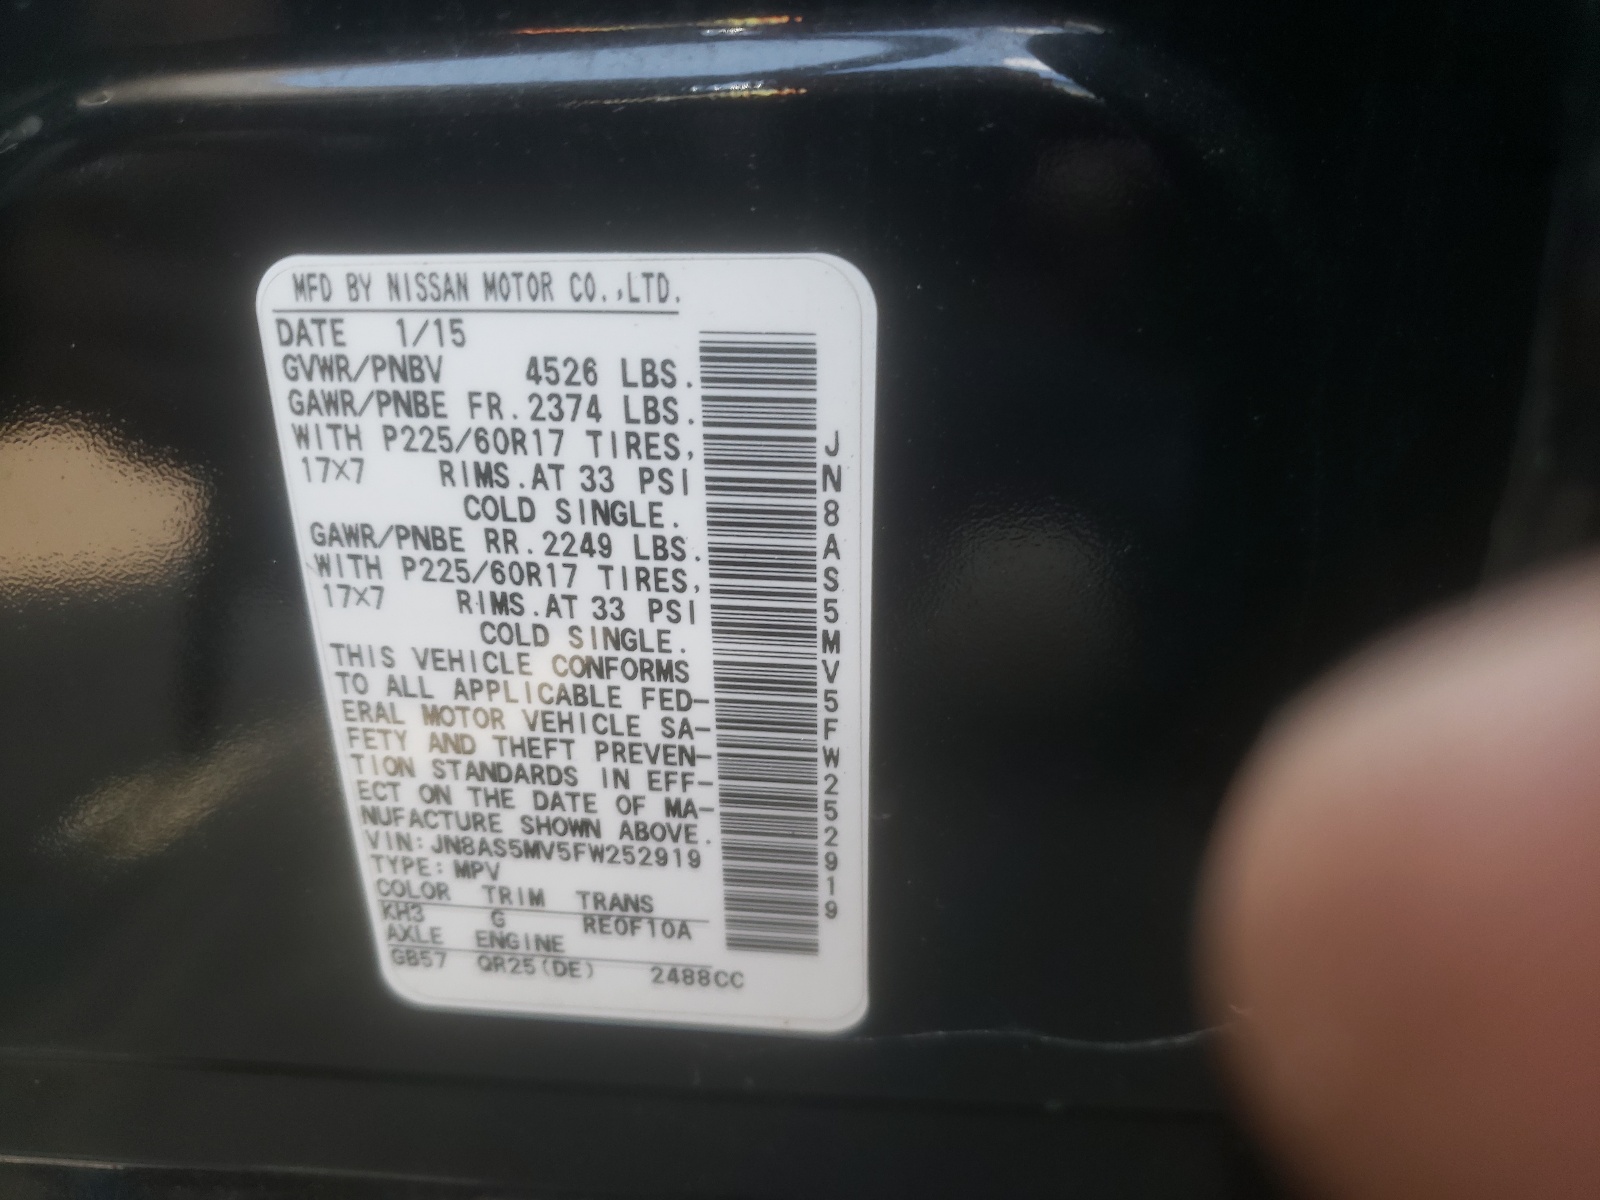 MFD BY NISSAN MOTOR CO.,LTD.
DATE 1/15
GVWR/PNBV 4526 LBS.
GAWR/PNBE FR. 2374 LBS.
WITH P225/60R17 TIRES,
17X7 RIMS.AT 33 PSI
COLD SINGLE.
GAWR/PNBE RR. 2249 LBS.
WITH P225/60R17 TIRES,
17X7 RIMS.AT 33 PSI
COLD SINGLE.
THIS VEHICLE CONFORMS
TO ALL APPLICABLE FED-
ERAL MOTOR VEHICLE SA-
FETY AND THEFT PREVEN-
TION STANDARDS IN EFF-
ECT ON THE DATE OF MA-
NUFACTURE SHOWN ABOVE.
VIN: JN8AS5MV5FW252919
TYPE: MPV
COLOR TRIM TRANS
KH3 G RE0F10A
AXLE ENGINE
GB57 QR25(DE) 2488CC
JN8AS5MV5FW252919